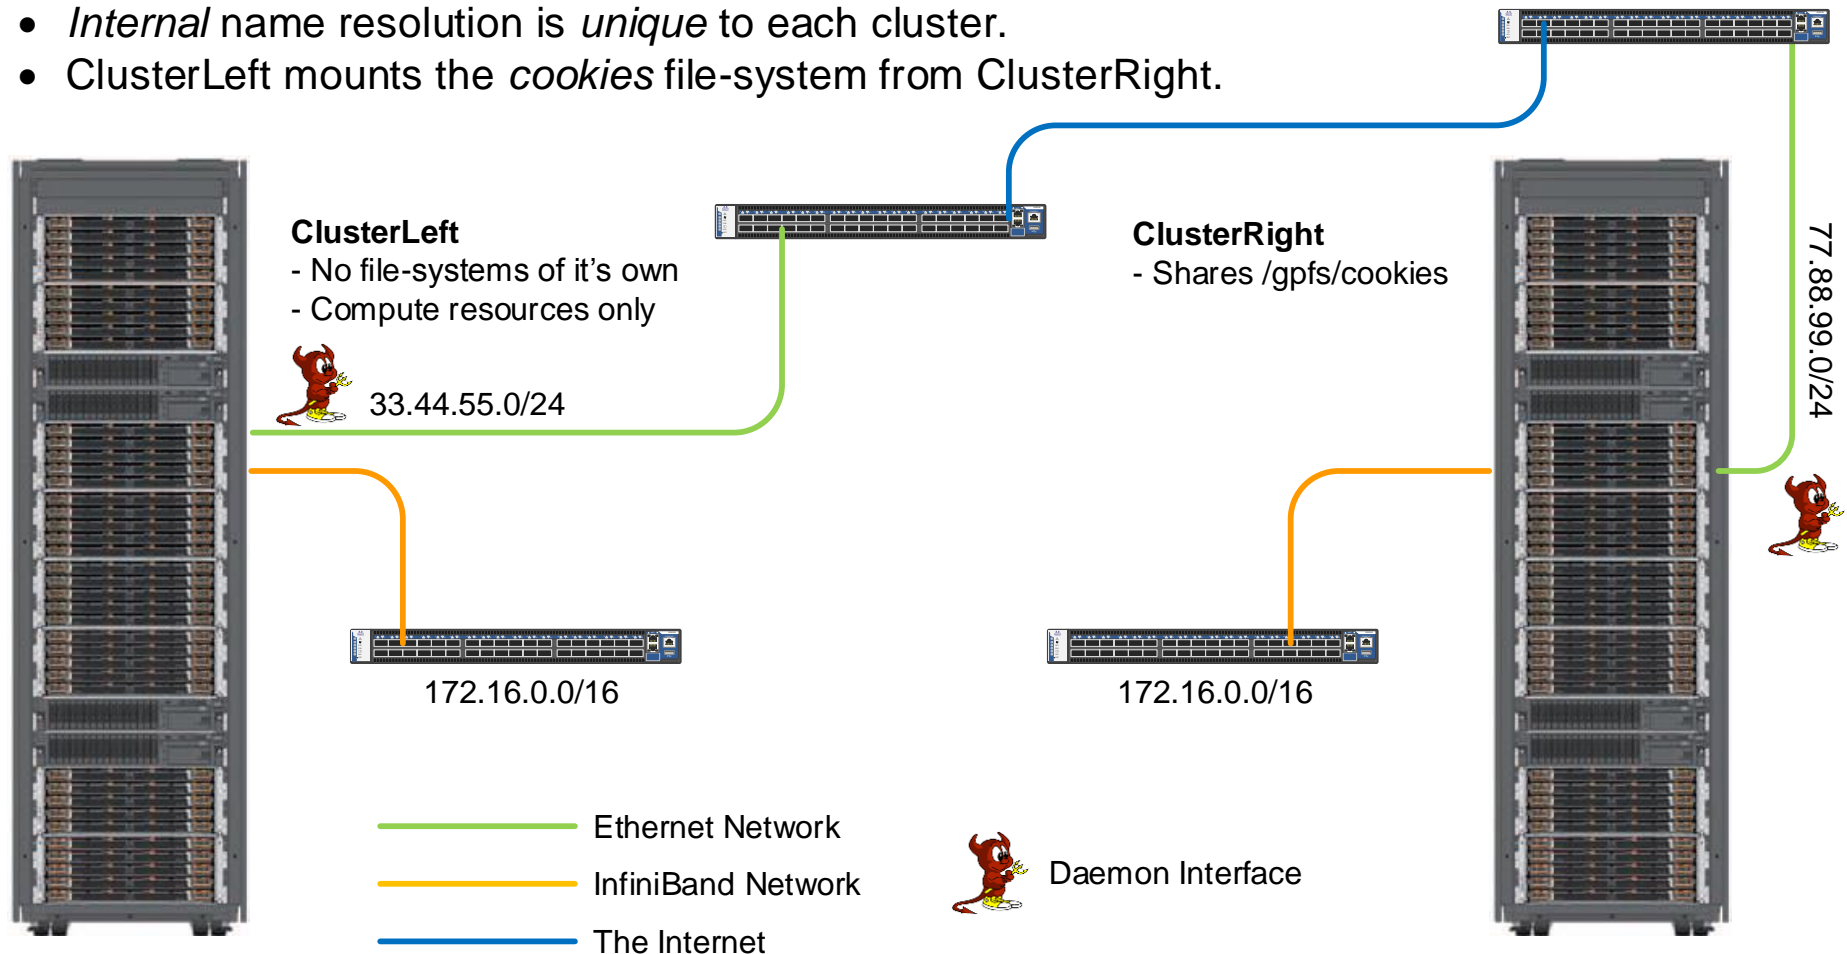 • Internal name resolution is unique to each cluster.
• ClusterLeft mounts the cookies file-system from ClusterRight.
ClusterLeft
- No file-systems of it's own
- Compute resources only
33.44.55.0/24
ClusterRight
- Shares /gpfs/cookies
77.88.99.0/24
172.16.0.0/16
172.16.0.0/16
Ethernet Network
InfiniBand Network
The Internet
Daemon Interface